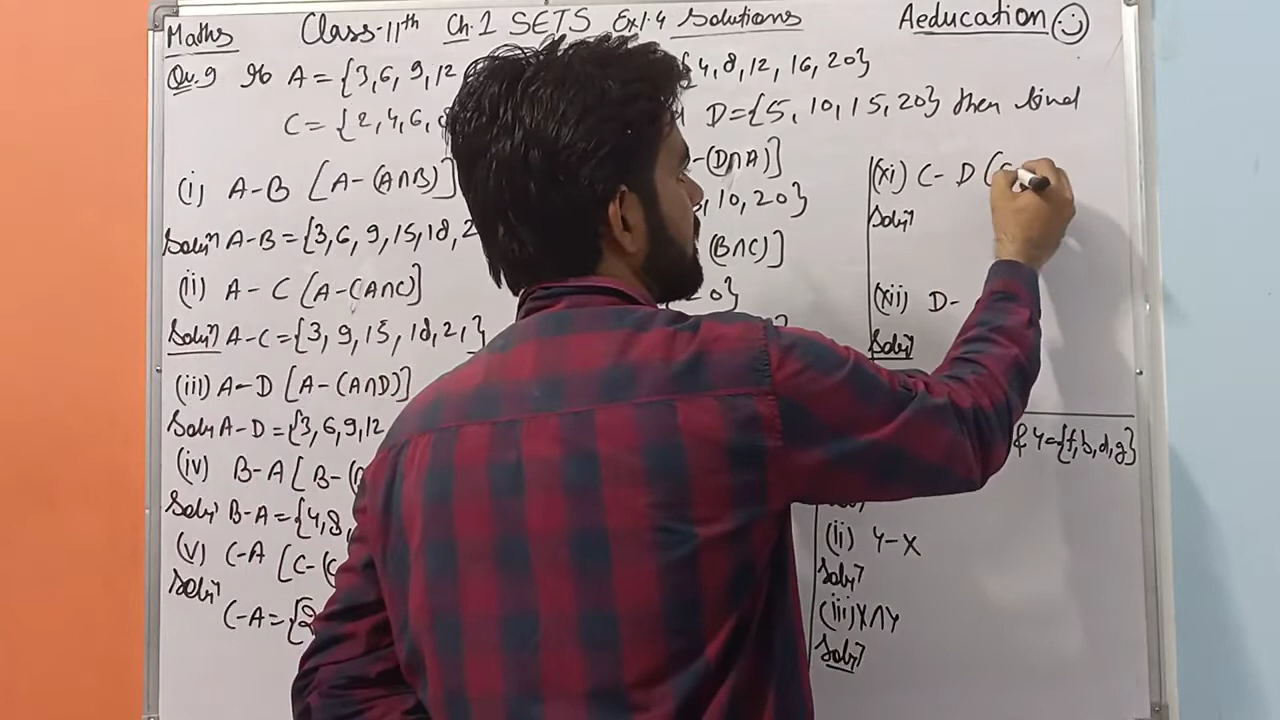 Maths Class-11th Ch.1 SETS Ex1.4 Solutions Aeducation
Qu.9 If A = {3, 6, 9, 12 4, 8, 12, 16, 20}
C = {2, 4, 6, D={5, 10, 15, 20} then find
(i) A-B [A-(A∩B)]
Soln A-B = {3, 6, 9, 15, 18, 2
(ii) A - C [A-(A∩C)]
Soln A-C = {3, 9, 15, 18, 21}
(iii) A-D [A-(A∩D)]
Soln A-D = {3, 6, 9, 12
(iv) B-A [B-(
Soln B-A = {4, 8,
(v) C-A [C-(
Soln
C-A = {2
-(D∩A)]
10, 20}
(B∩C)]
(xi) C- D (
Soln
(xii) D-
Soln
& Y={f,b,d,g}
(ii) Y-X
Soln
(iii) X∩Y
Soln